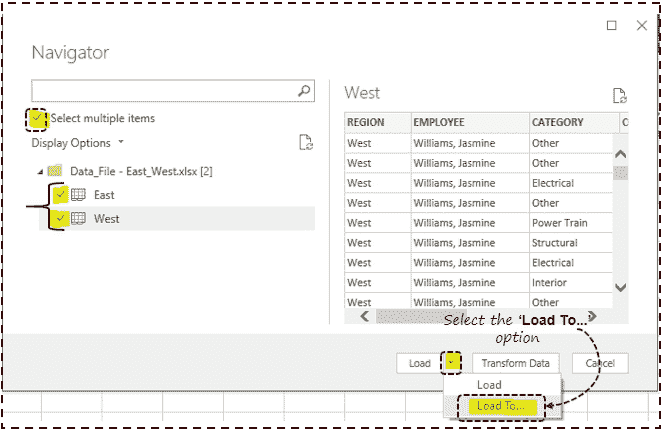 Navigator
Select multiple items
Display Options
Data_File - East_West.xlsx [2]
East
West
West
REGION EMPLOYEE CATEGORY C
West Williams, Jasmine Other
West Williams, Jasmine Other
West Williams, Jasmine Electrical
West Williams, Jasmine Other
West Williams, Jasmine Power Train
West Williams, Jasmine Structural
West Williams, Jasmine Electrical
West Williams, Jasmine Interior
West Williams, Jasmine Other
Select the 'Load To...'
option
Load Transform Data Cancel
Load
Load To...